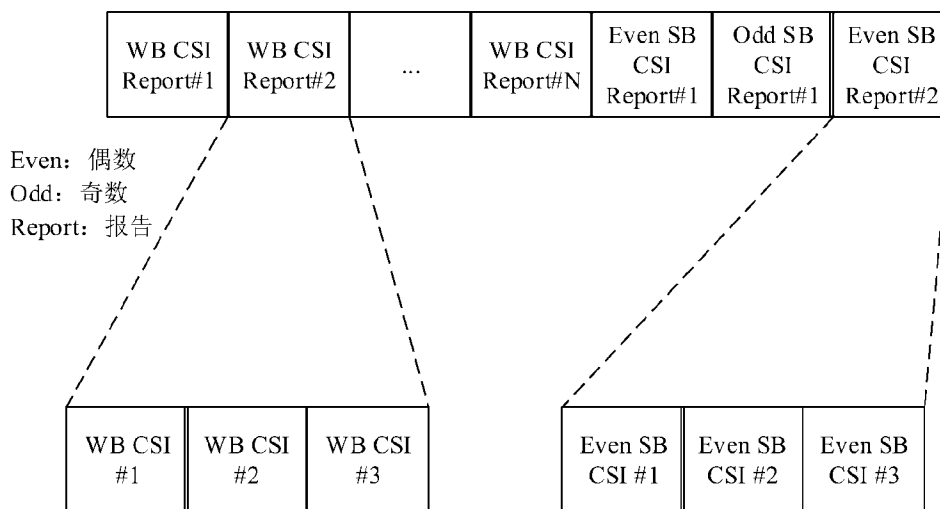 WB CSI
Report#1
WB CSI
Report#2
...
WB CSI
Report#N
Even SB
CSI
Report#1
Odd SB
CSI
Report#1
Even SB
CSI
Report#2
Even：偶数
Odd：奇数
Report：报告
WB CSI
#1
WB CSI
#2
WB CSI
#3
Even SB
CSI #1
Even SB
CSI #2
Even SB
CSI #3